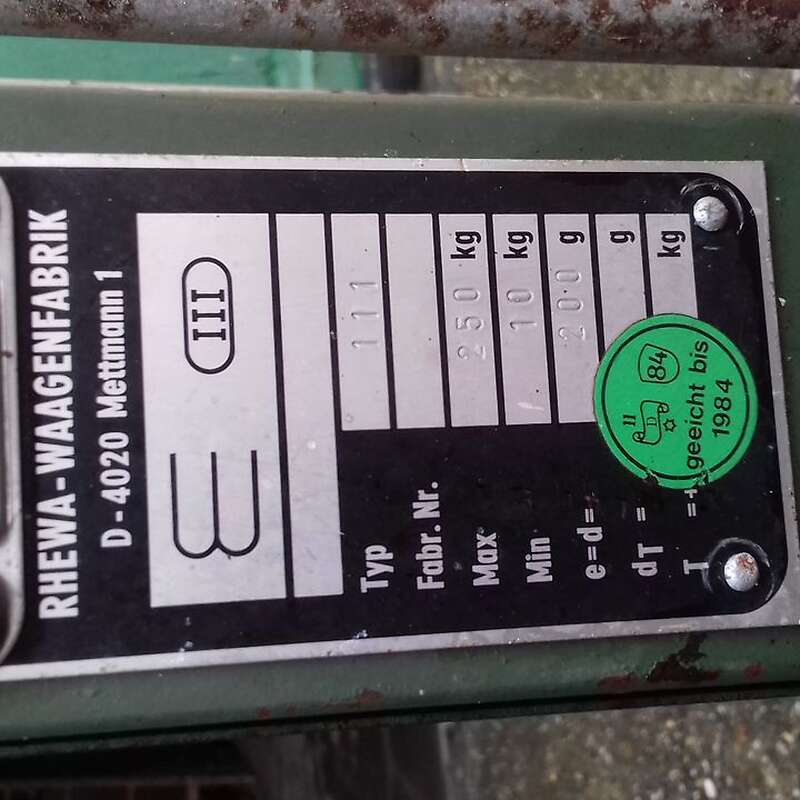 RHEWA-WAAGENFABRIK
D-4020 Mettmann 1
III
Typ 111
Fabr. Nr.
Max 250 kg
Min 10 kg
e=d= 200 g
dT = g
T =+ kg
II D 84
geeicht bis
1984